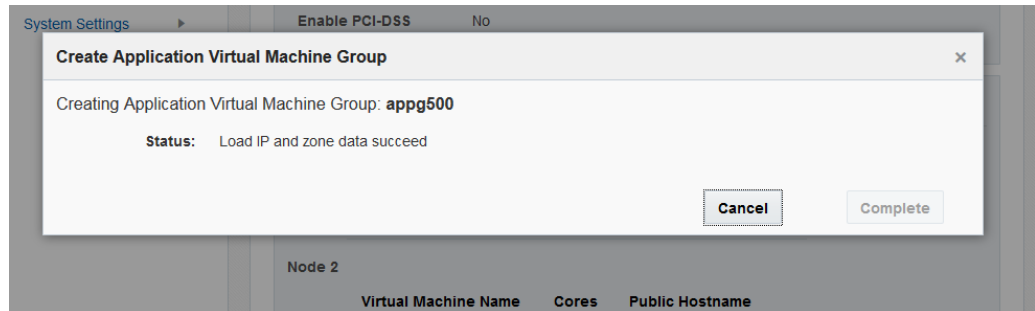 System Settings
Enable PCI-DSS No
Create Application Virtual Machine Group
Creating Application Virtual Machine Group: appg500
Status: Load IP and zone data succeed
Cancel Complete
Node 2
Virtual Machine Name Cores Public Hostname